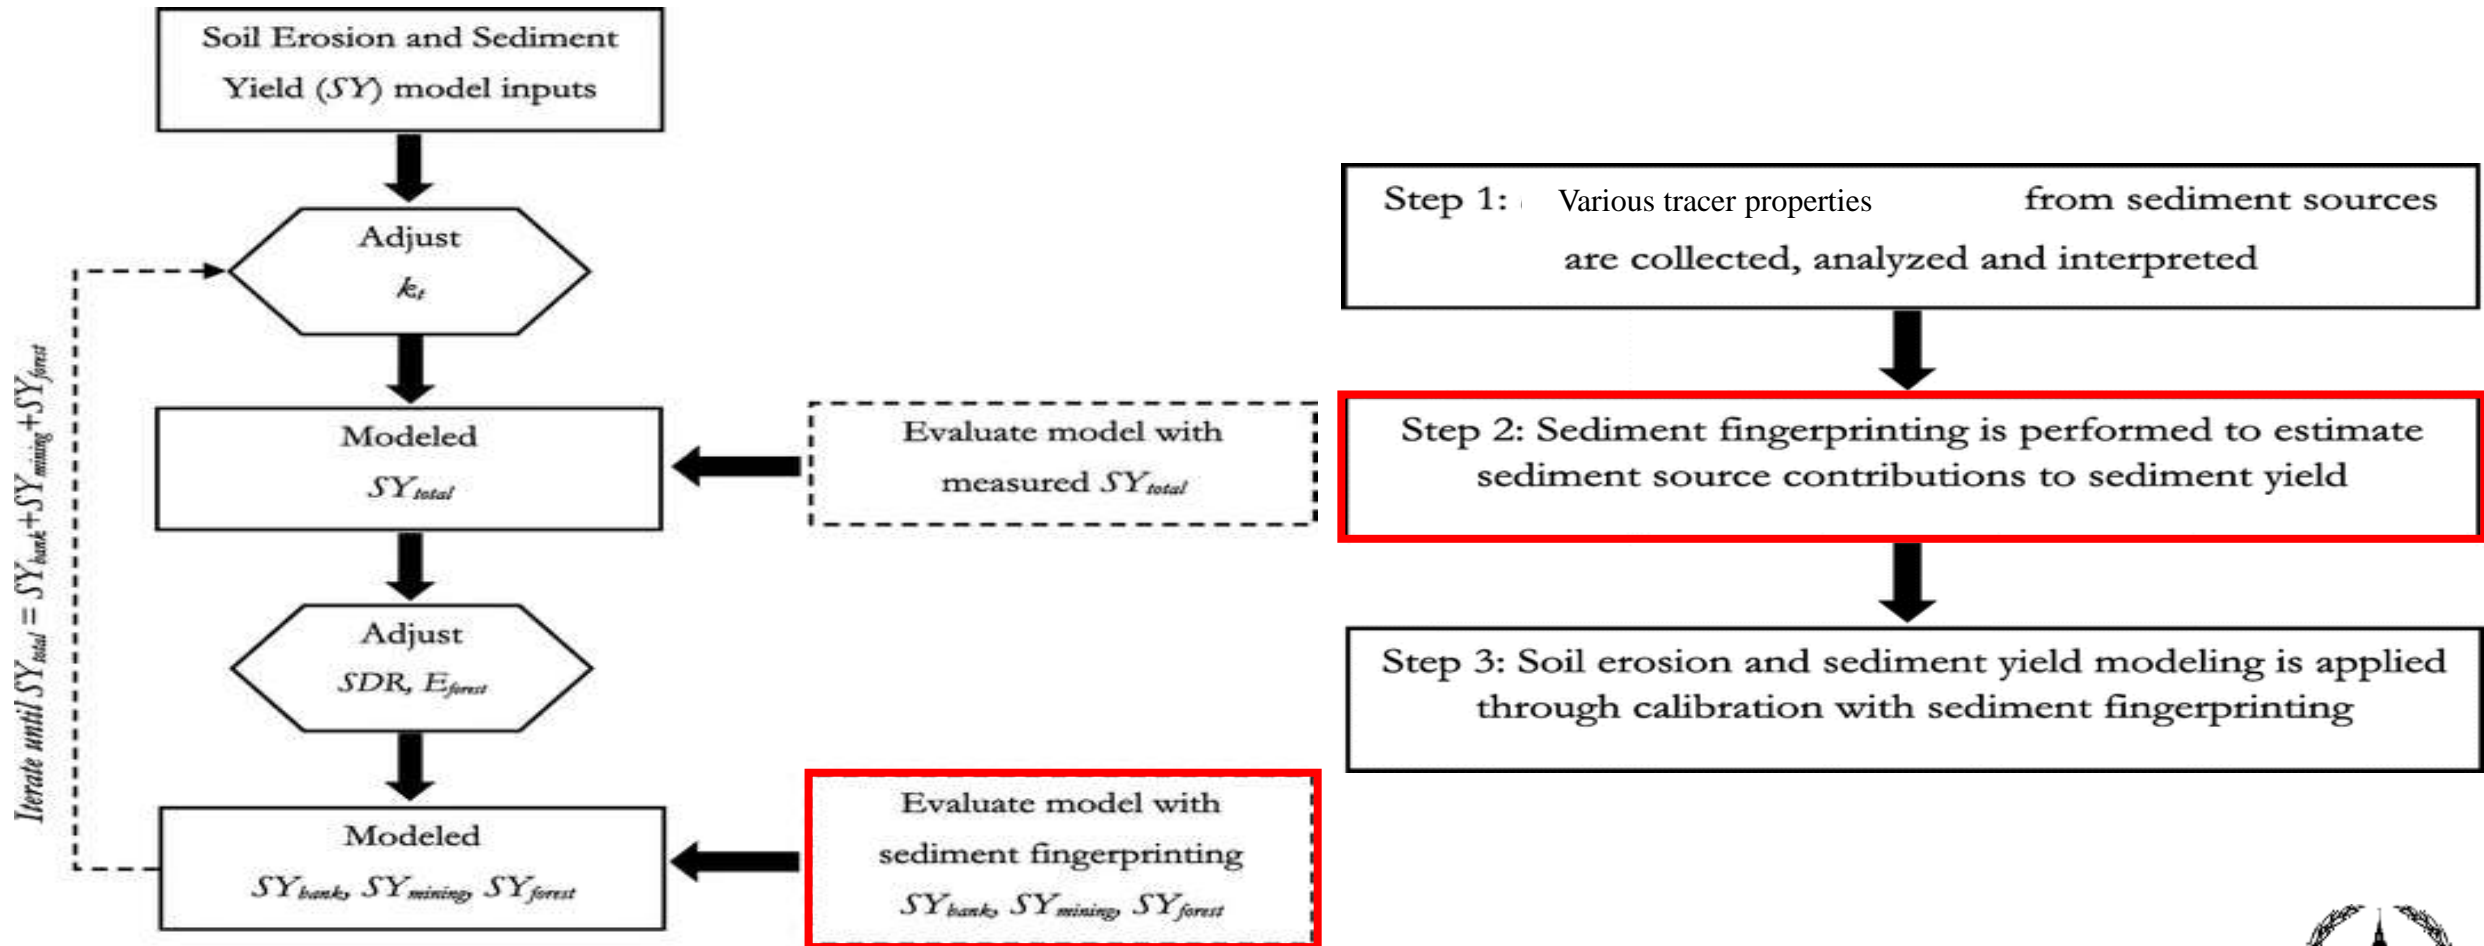 Soil Erosion and Sediment
Yield (SY) model inputs
Adjust
kt
Modeled
SYtotal
Evaluate model with
measured SYtotal
Adjust
SDR, Eforest
Modeled
SYbank, SYmining, SYforest
Evaluate model with
sediment fingerprinting
SYbank, SYmining, SYforest
Iterate until SYtotal = SYbank+SYmining+SYforest
Step 1: Various tracer properties from sediment sources
are collected, analyzed and interpreted
Step 2: Sediment fingerprinting is performed to estimate
sediment source contributions to sediment yield
Step 3: Soil erosion and sediment yield modeling is applied
through calibration with sediment fingerprinting